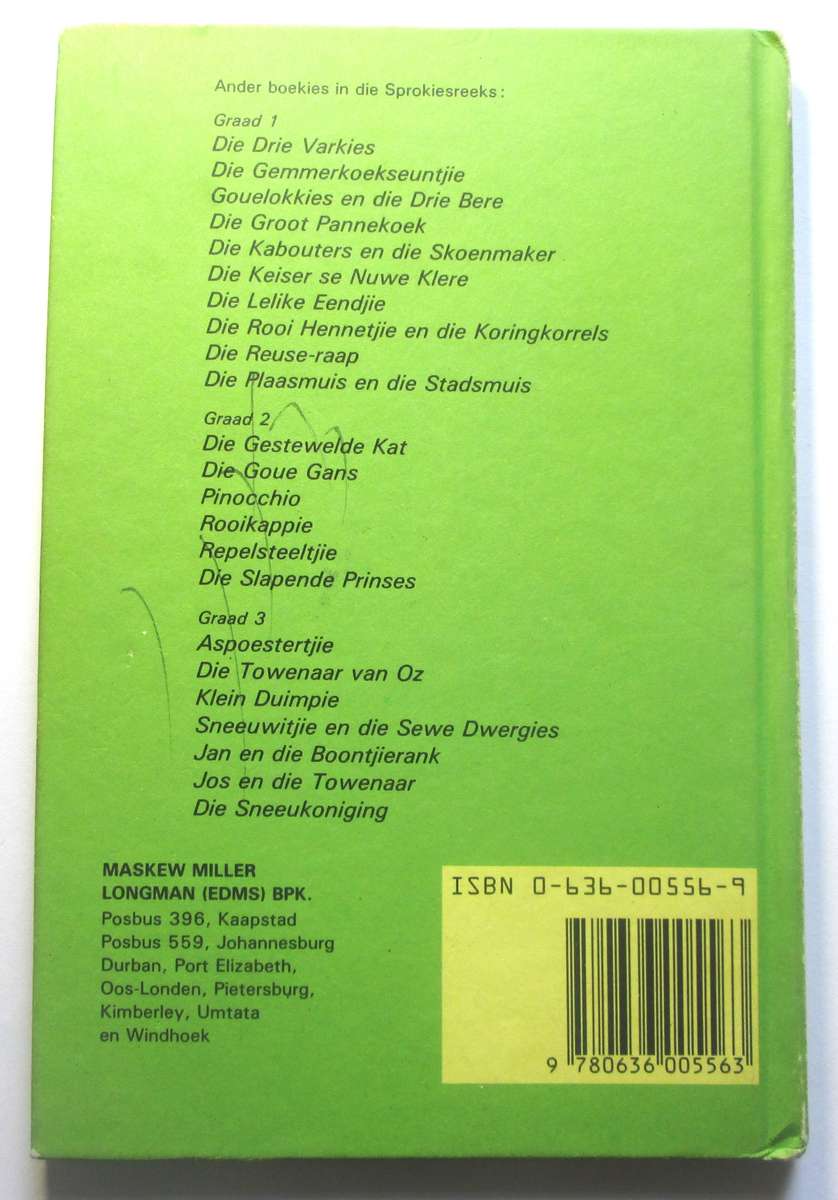 Ander boekies in die Sprokiesreeks:
Graad 1
Die Drie Varkies
Die Gemmerkoekseuntjie
Gouelokkies en die Drie Bere
Die Groot Pannekoek
Die Kabouters en die Skoenmaker
Die Keiser se Nuwe Klere
Die Lelike Eendjie
Die Rooi Hennetjie en die Koringkorrels
Die Reuse-raap
Die Plaasmuis en die Stadsmuis
Graad 2
Die Gestewelde Kat
Die Goue Gans
Pinocchio
Rooikappie
Repelsteeltjie
Die Slapende Prinses
Graad 3
Aspoestertjie
Die Towenaar van Oz
Klein Duimpie
Sneeuwitjie en die Sewe Dwergies
Jan en die Boontjierank
Jos en die Towenaar
Die Sneeukoniging
MASKEW MILLER
LONGMAN (EDMS) BPK.
Posbus 396, Kaapstad
Posbus 559, Johannesburg
Durban, Port Elizabeth,
Oos-Londen, Pietersburg,
Kimberley, Umtata
en Windhoek
ISBN 0-636-00556-9
9 780636 005563